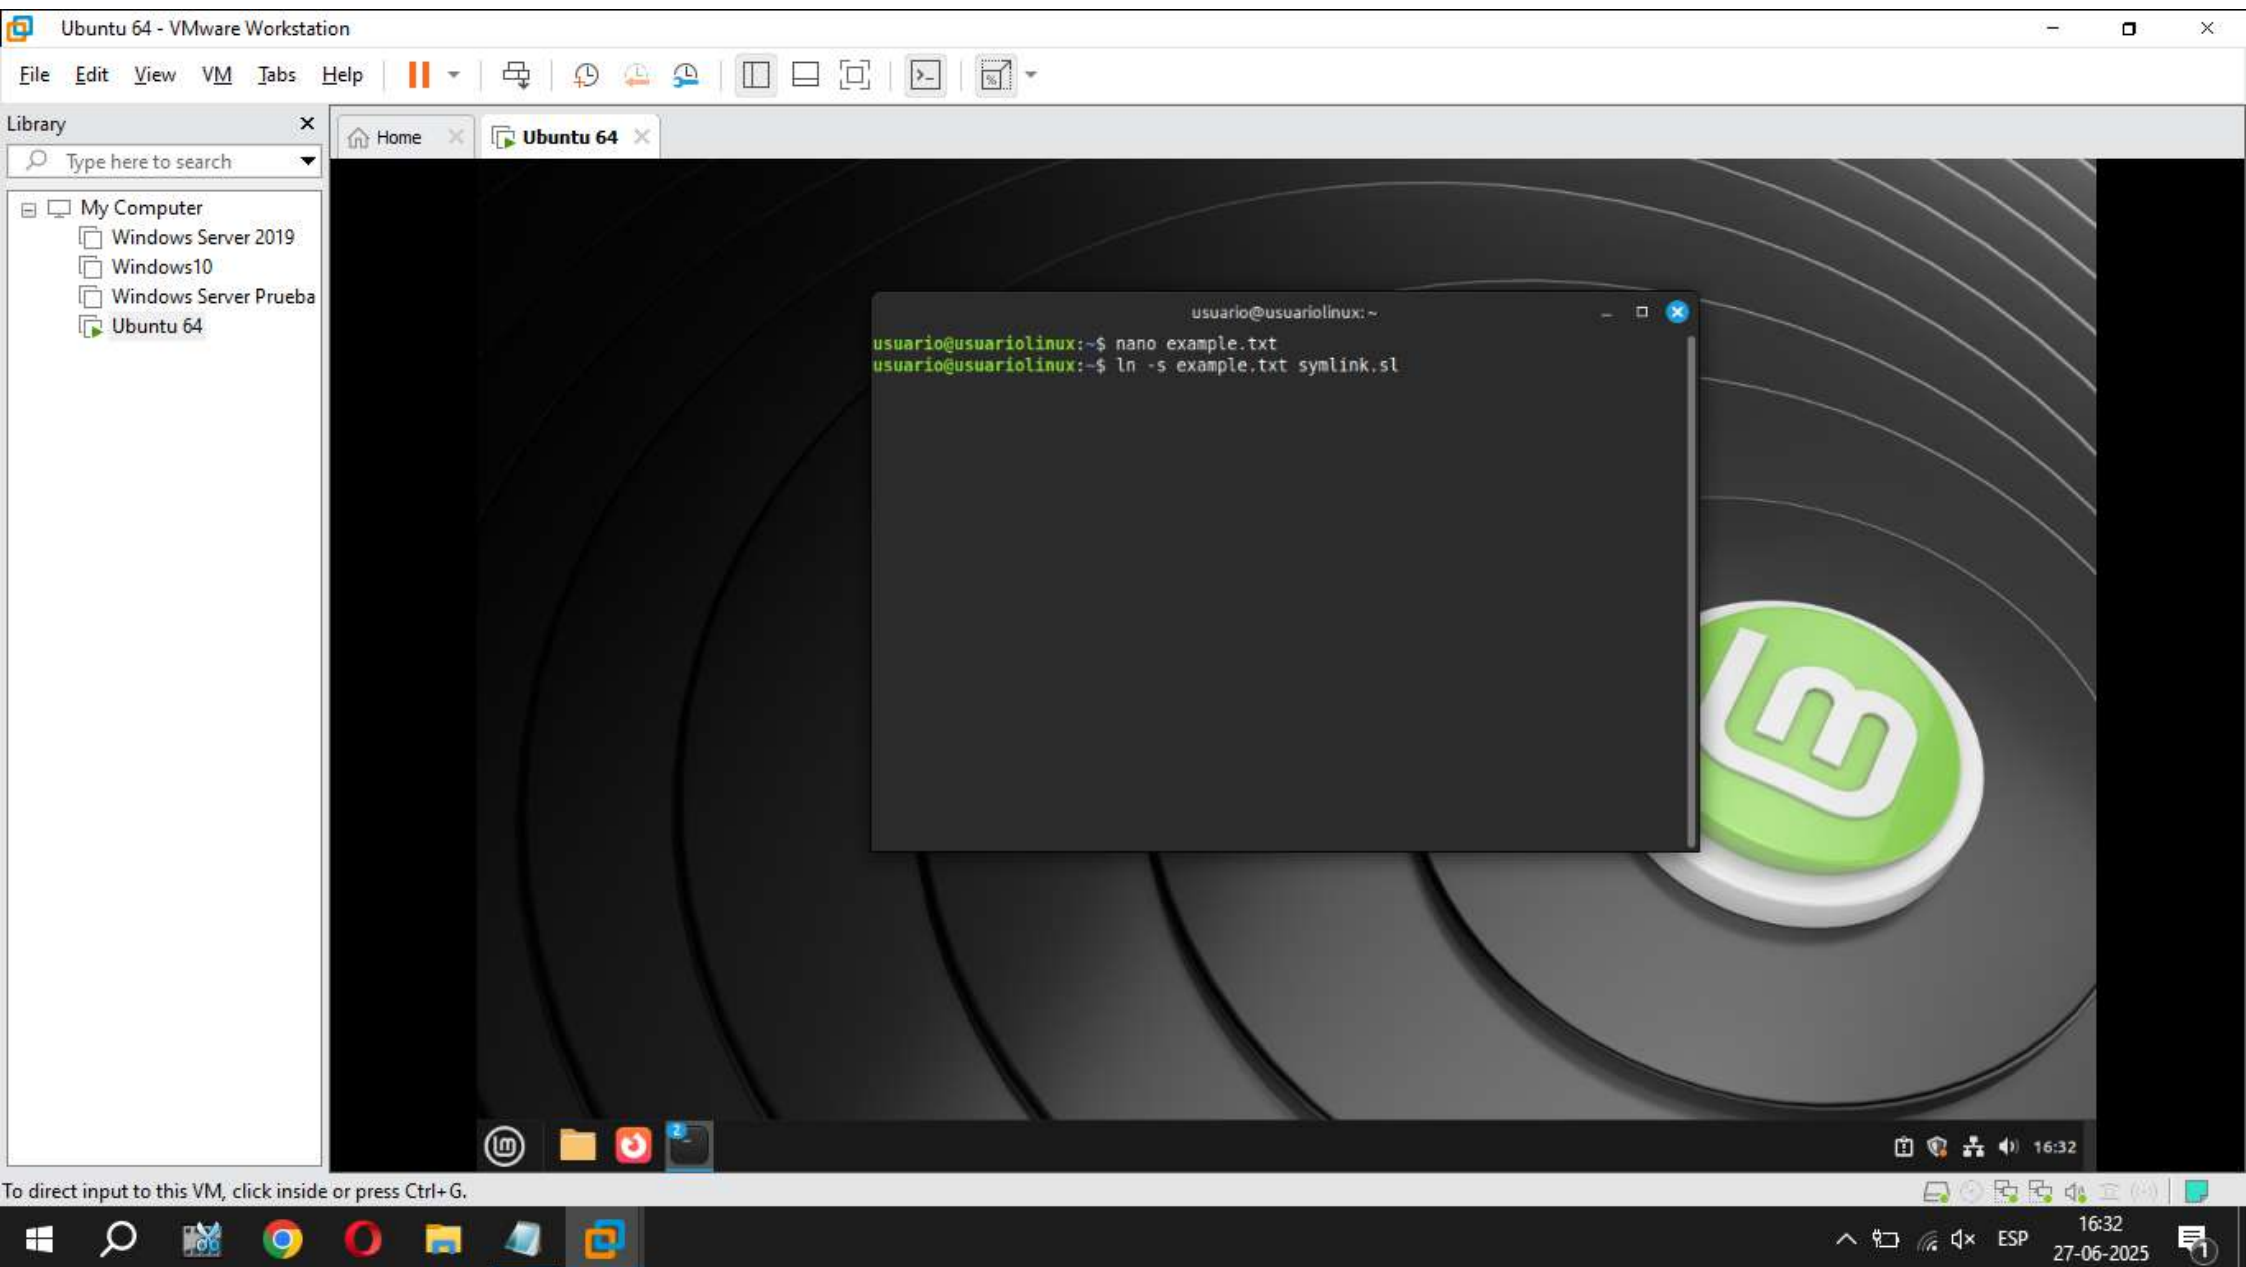 Ubuntu 64 - VMware Workstation
File Edit View VM Tabs Help
Library
Home
Ubuntu 64
Type here to search
My Computer
Windows Server 2019
Windows10
Windows Server Prueba
Ubuntu 64
usuario@usuariolinux: ~
usuario@usuariolinux:~$ nano example.txt
usuario@usuariolinux:~$ ln -s example.txt symlink.sl
2
16:32
To direct input to this VM, click inside or press Ctrl+G.
ESP
16:32
27-06-2025
1